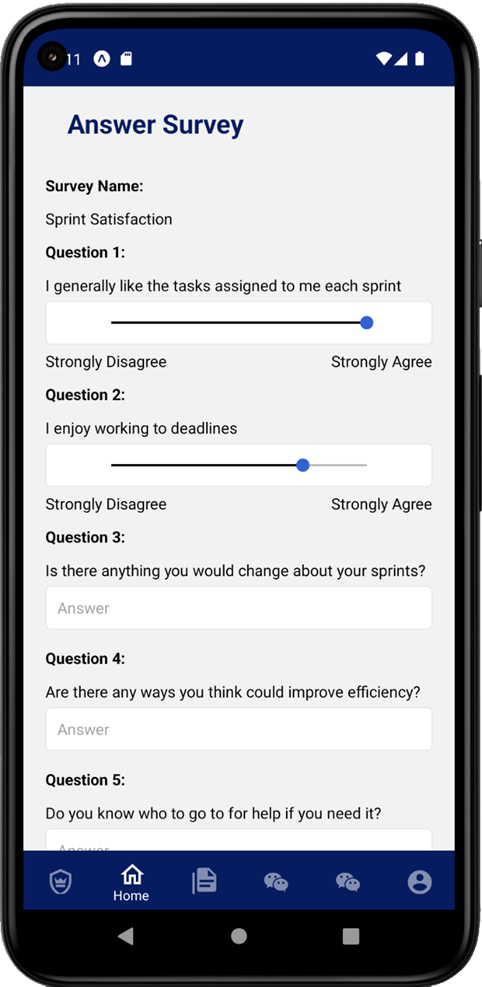 11
Answer Survey
Survey Name:
Sprint Satisfaction
Question 1:
I generally like the tasks assigned to me each sprint
Strongly Disagree Strongly Agree
Question 2:
I enjoy working to deadlines
Strongly Disagree Strongly Agree
Question 3:
Is there anything you would change about your sprints?
Answer
Question 4:
Are there any ways you think could improve efficiency?
Answer
Question 5:
Do you know who to go to for help if you need it?
Answer
Home